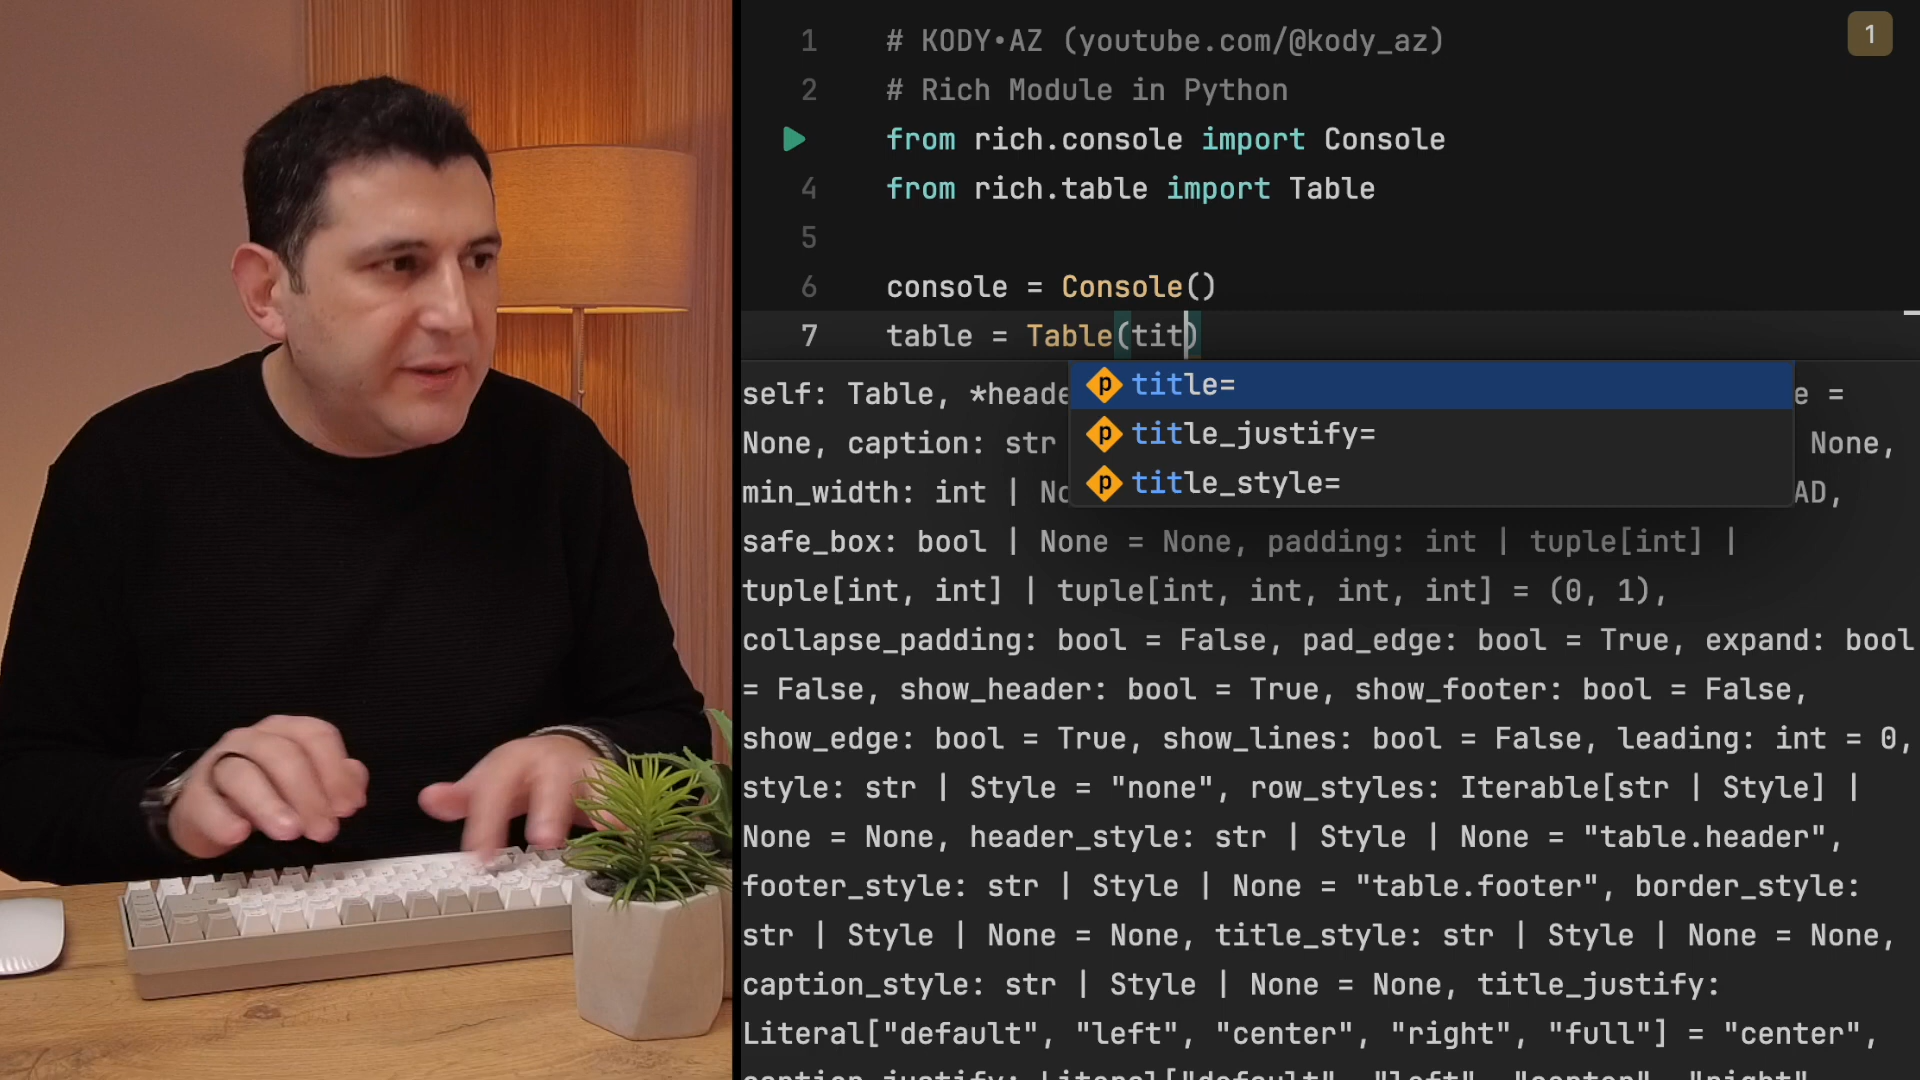 1 # KODY•AZ (youtube.com/@kody_az)
1
2 # Rich Module in Python
from rich.console import Console
4 from rich.table import Table
5
6 console = Console()
7 table = Table(tit)
title=
title_justify=
title_style=
self: Table, *heade e =
None, caption: str None,
min_width: int | No AD,
safe_box: bool | None = None, padding: int | tuple[int] |
tuple[int, int] | tuple[int, int, int, int] = (0, 1),
collapse_padding: bool = False, pad_edge: bool = True, expand: bool
= False, show_header: bool = True, show_footer: bool = False,
show_edge: bool = True, show_lines: bool = False, leading: int = 0,
style: str | Style = "none", row_styles: Iterable[str | Style] |
None = None, header_style: str | Style | None = "table.header",
footer_style: str | Style | None = "table.footer", border_style:
str | Style | None = None, title_style: str | Style | None = None,
caption_style: str | Style | None = None, title_justify:
Literal["default", "left", "center", "right", "full"] = "center",
caption_justify: Literal["default", "left", "center", "right",